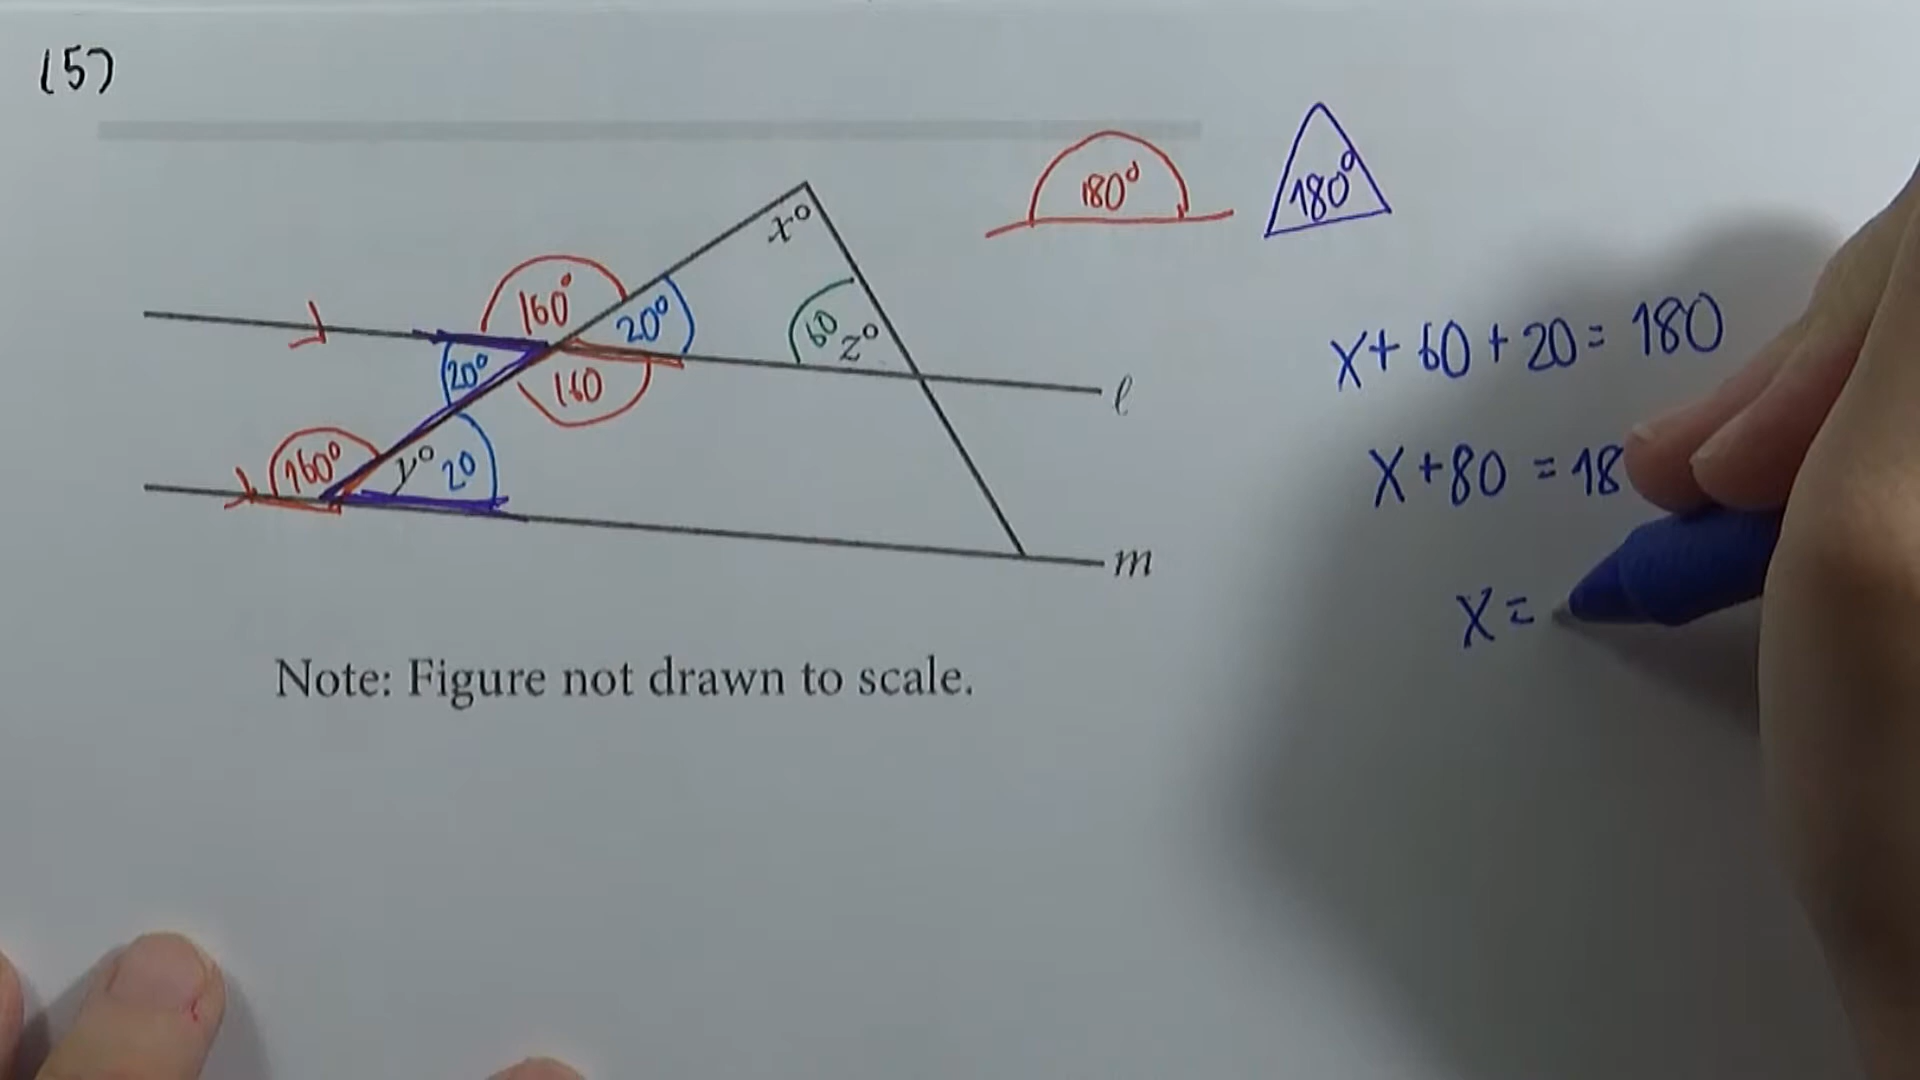 (5)
180°
180°
x°
160°
20°
60
z°
20°
160
ℓ
160°
y°
20
m
x + 60 + 20 = 180
x + 80 = 18
x =
Note: Figure not drawn to scale.